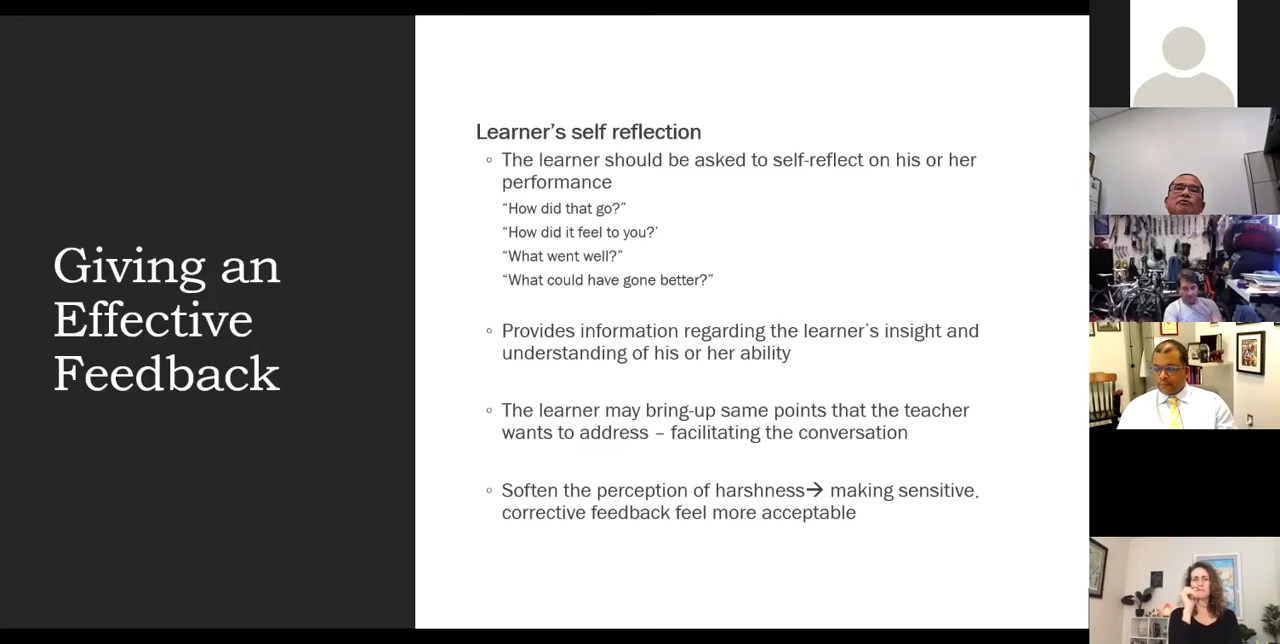 Giving an
Effective
Feedback
Learner’s self reflection
◦ The learner should be asked to self-reflect on his or her
performance
“How did that go?”
“How did it feel to you?’
“What went well?”
“What could have gone better?”
◦ Provides information regarding the learner’s insight and
understanding of his or her ability
◦ The learner may bring-up same points that the teacher
wants to address – facilitating the conversation
◦ Soften the perception of harshness→ making sensitive,
corrective feedback feel more acceptable